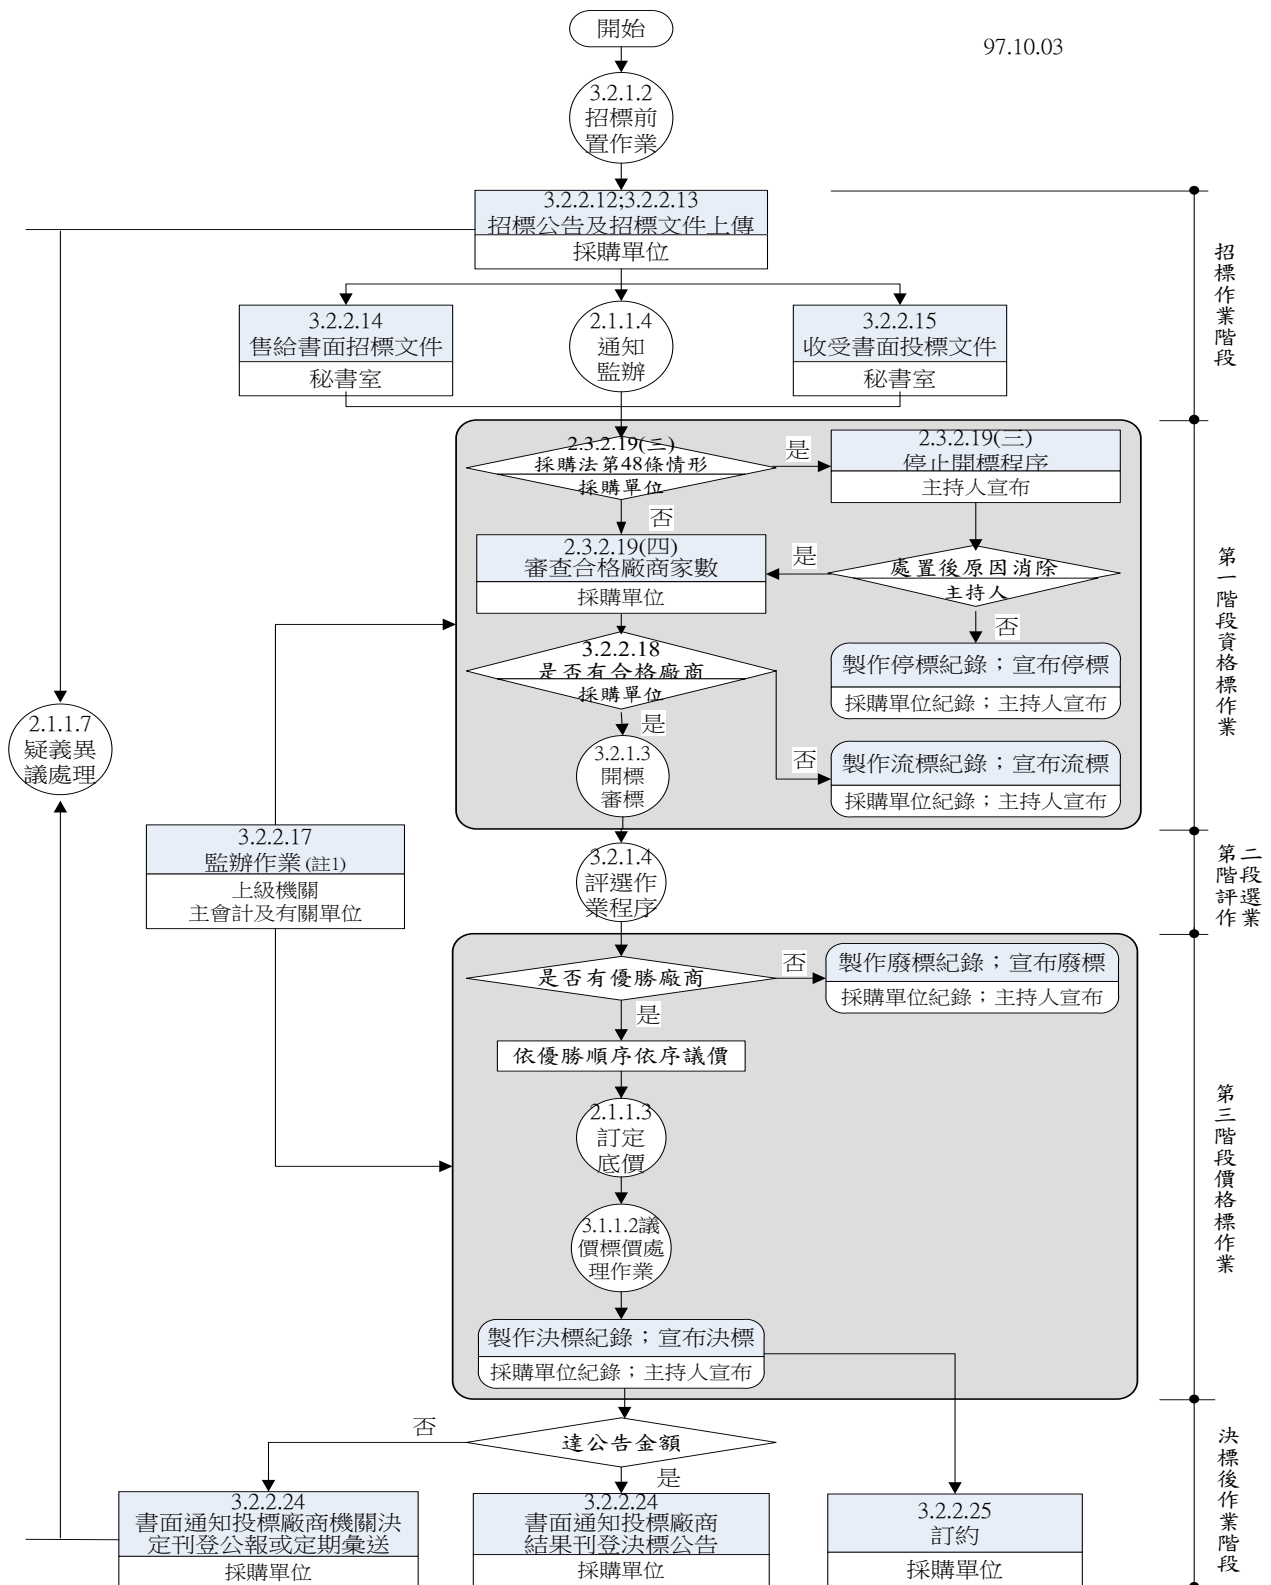 開始
97.10.03
3.2.1.2
招標前
置作業
3.2.2.12;3.2.2.13
招標公告及招標文件上傳
採購單位
招標作業階段
3.2.2.14
售給書面招標文件
秘書室
2.1.1.4
通知
監辦
3.2.2.15
收受書面投標文件
秘書室
2.3.2.19(三)
採購法第48條情形
採購單位
是
否
2.3.2.19(三)
停止開標程序
主持人宣布
2.3.2.19(四)
審查合格廠商家數
採購單位
是
處置後原因消除
主持人
否
第一階段資格標作業
3.2.2.18
是否有合格廠商
採購單位
是
否
製作停標紀錄；宣布停標
採購單位紀錄；主持人宣布
2.1.1.7
疑義異
議處理
3.2.1.3
開標
審標
製作流標紀錄；宣布流標
採購單位紀錄；主持人宣布
3.2.2.17
監辦作業(註1)
上級機關
主會計及有關單位
3.2.1.4
評選作
業程序
第二
階段
評選
作業
是否有優勝廠商
否
是
製作廢標紀錄；宣布廢標
採購單位紀錄；主持人宣布
依優勝順序依序議價
2.1.1.3
訂定
底價
第三階段價格標作業
3.1.1.2議
價標價處
理作業
製作決標紀錄；宣布決標
採購單位紀錄；主持人宣布
達公告金額
否
是
決標後作業階段
3.2.2.24
書面通知投標廠商機關決
定刊登公報或定期彙送
採購單位
3.2.2.24
書面通知投標廠商
結果刊登決標公告
採購單位
3.2.2.25
訂約
採購單位